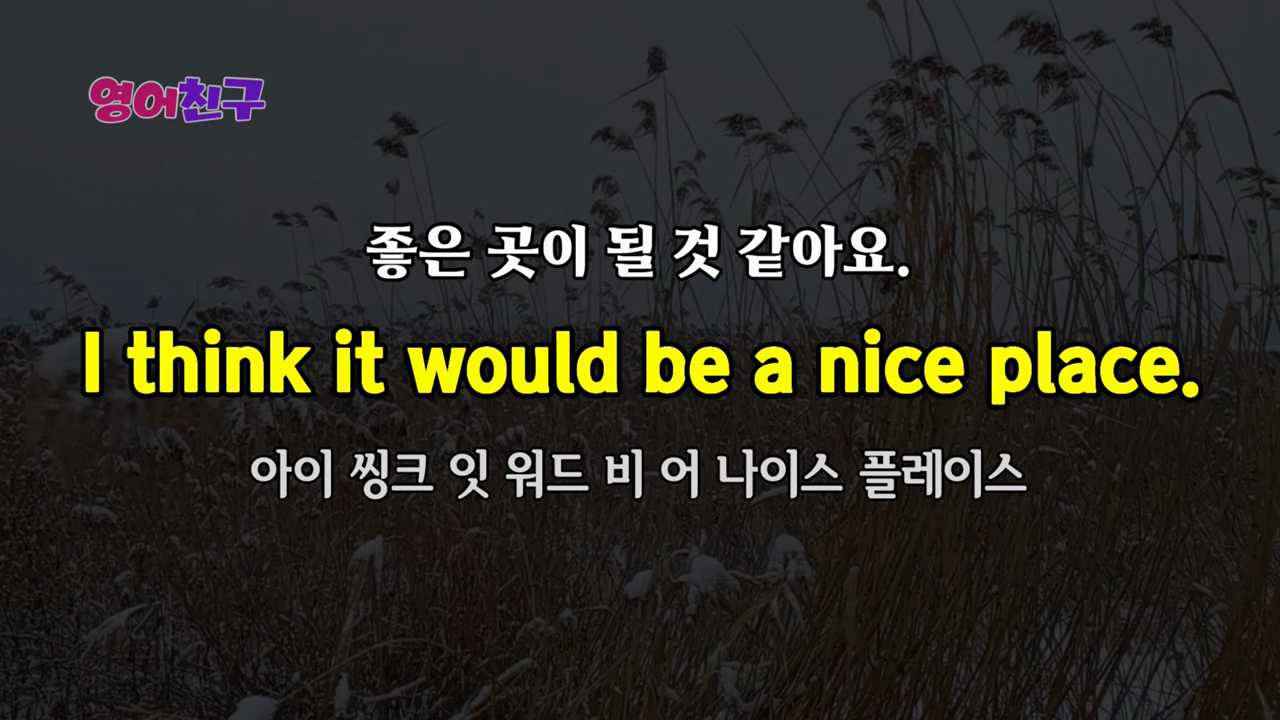 영어친구
좋은 곳이 될 것 같아요.
I think it would be a nice place.
아이 씽크 잇 워드 비 어 나이스 플레이스